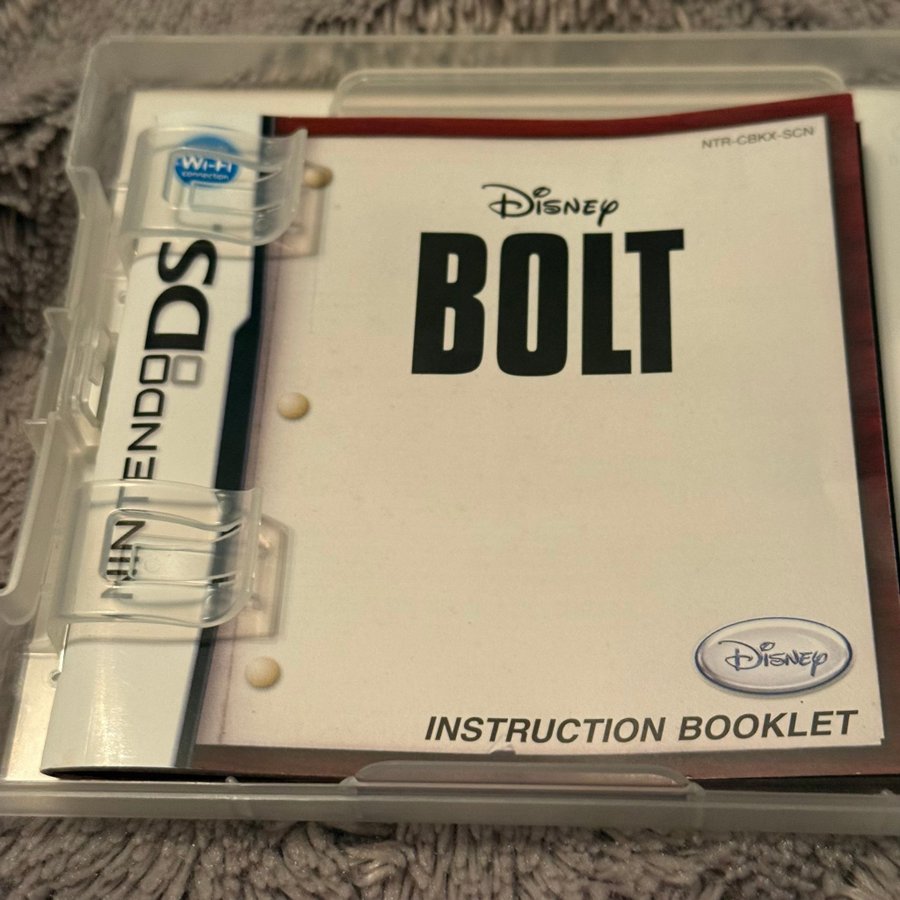 Wi-Fi
connection
NINTENDO DS
NTR-CBKX-SCN
Disney
BOLT
Disney
INSTRUCTION BOOKLET